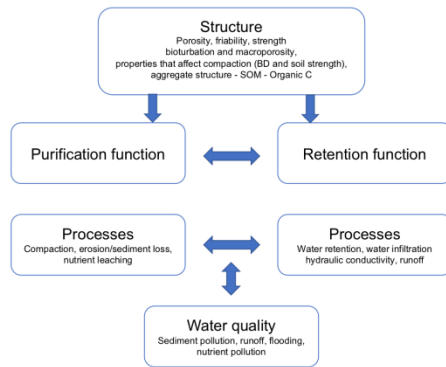 Structure
Porosity, friability, strength
bioturbation and macroporosity,
properties that affect compaction (BD and soil strength),
aggregate structure - SOM - Organic C
Purification function
Retention function
Processes
Compaction, erosion/sediment loss,
nutrient leaching
Processes
Water retention, water infiltration
hydraulic conductivity, runoff
Water quality
Sediment pollution, runoff, flooding,
nutrient pollution